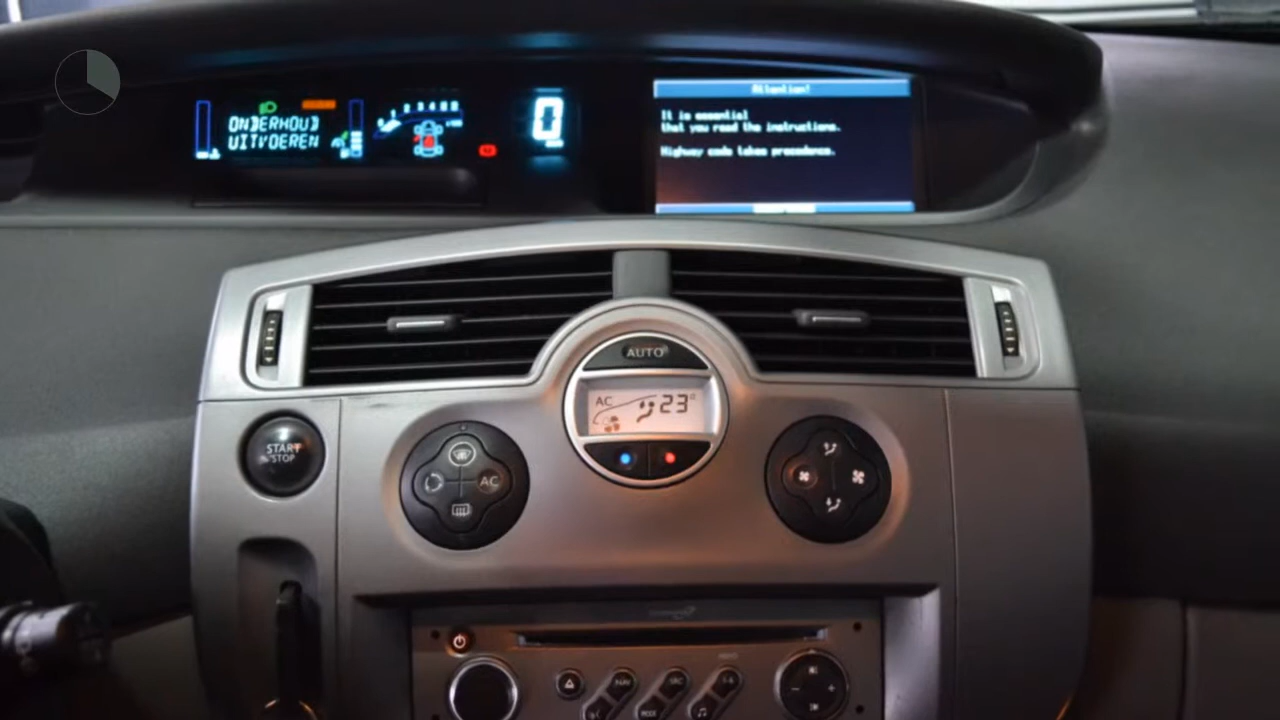 ONDERHOUD
UITVOEREN
0
Attention!
It is essential
that you read the instructions.
Highway code takes precedence.
AUTO
AC
23°
START
STOP
AC
NAV